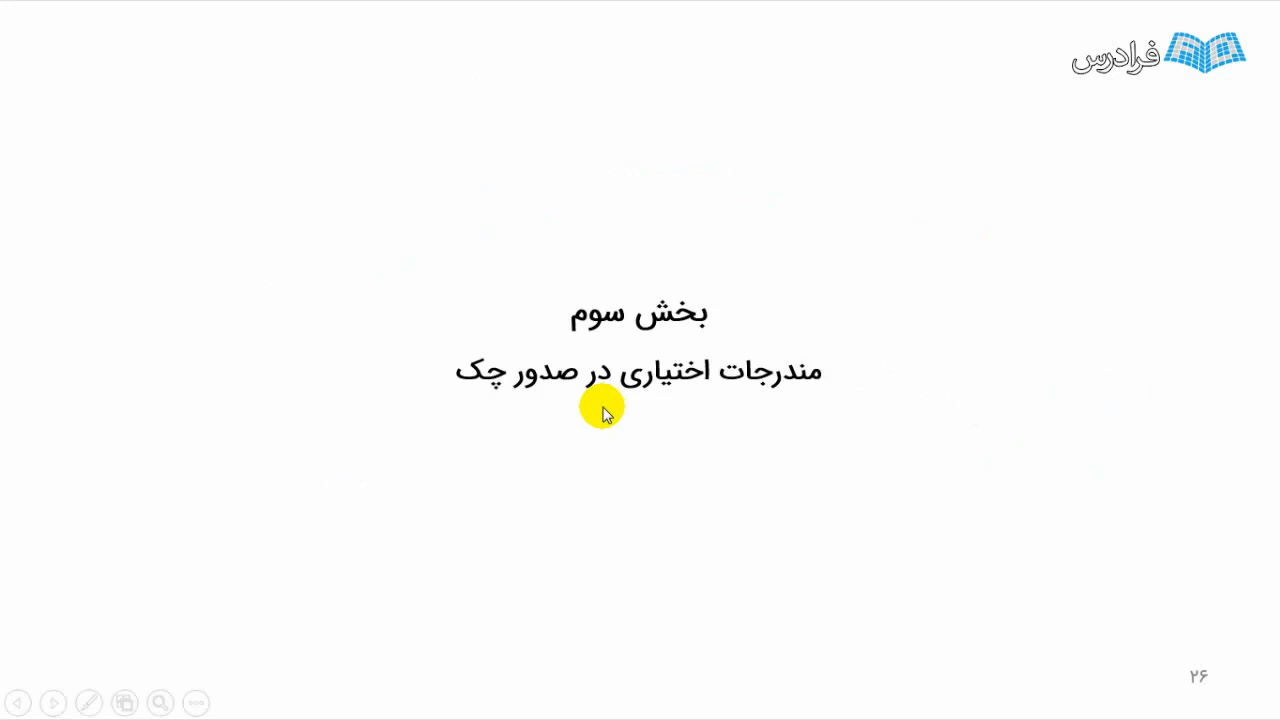 فرادرس
بخش سوم
مندرجات اختیاری در صدور چک
۲۶